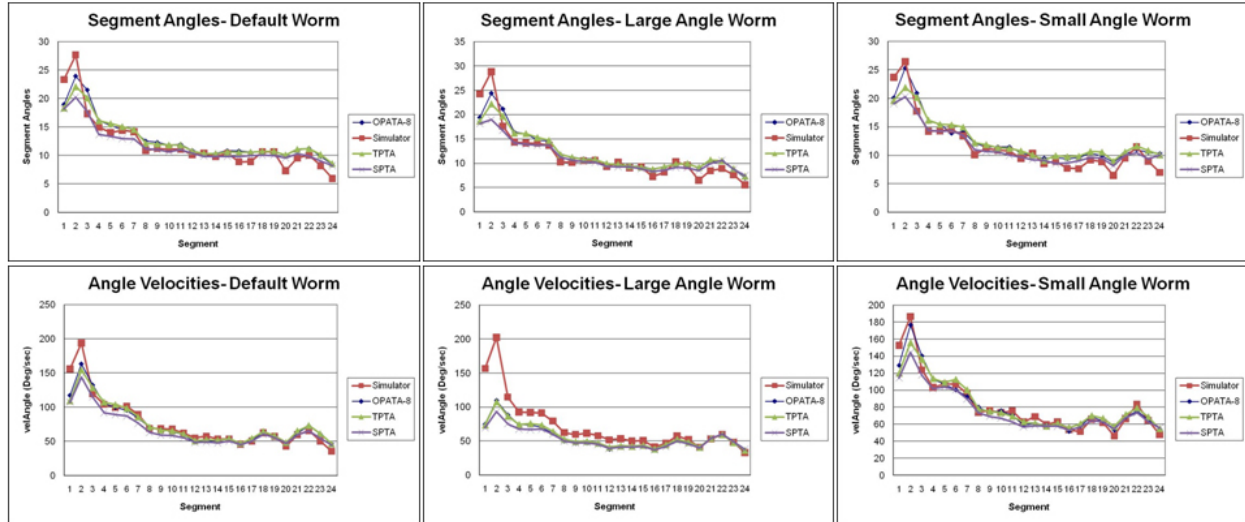 Segment Angles- Default Worm
30
25
20
15
10
5
0
Segment Angles
1 2 3 4 5 6 7 8 9 10 11 12 13 14 15 16 17 18 19 20 21 22 23 24
Segment
OPATA-8
Simulator
TPTA
SPTA
Segment Angles- Large Angle Worm
35
30
25
20
15
10
5
0
Segment Angles
1 2 3 4 5 6 7 8 9 10 11 12 13 14 15 16 17 18 19 20 21 22 23 24
Segment
OPATA-8
Simulator
TPTA
SPTA
Segment Angles- Small Angle Worm
30
25
20
15
10
5
0
Segment Angles
1 2 3 4 5 6 7 8 9 10 11 12 13 14 15 16 17 18 19 20 21 22 23 24
Segment
OPATA-8
Simulator
TPTA
SPTA
Angle Velocities- Default Worm
250
200
150
100
50
0
velAngle (Deg/sec)
1 2 3 4 5 6 7 8 9 10 11 12 13 14 15 16 17 18 19 20 21 22 23 24
Segment
Simulator
OPATA-8
TPTA
SPTA
Angle Velocities- Large Angle Worm
250
200
150
100
50
0
velAngle (Deg/sec)
1 2 3 4 5 6 7 8 9 10 11 12 13 14 15 16 17 18 19 20 21 22 23 24
Segment
Simulator
OPATA-8
TPTA
SPTA
Angle Velocities- Small Angle Worm
200
180
160
140
120
100
80
60
40
20
0
velAngle (Deg/sec)
1 2 3 4 5 6 7 8 9 10 11 12 13 14 15 16 17 18 19 20 21 22 23 24
Segment
Simulator
OPATA-8
TPTA
SPTA